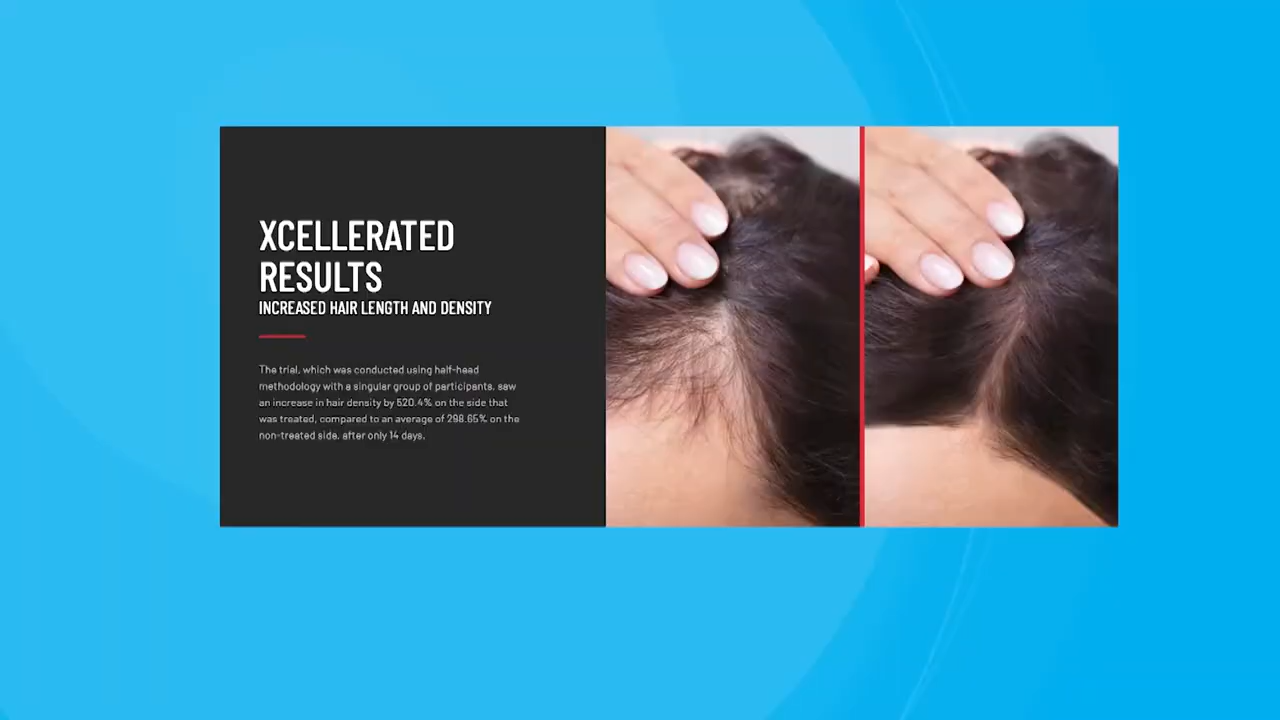 XCELLERATED
RESULTS
INCREASED HAIR LENGTH AND DENSITY
The trial, which was conducted using half-head
methodology with a singular group of participants, saw
an increase in hair density by 520.4% on the side that
was treated, compared to an average of 298.65% on the
non-treated side, after only 14 days.